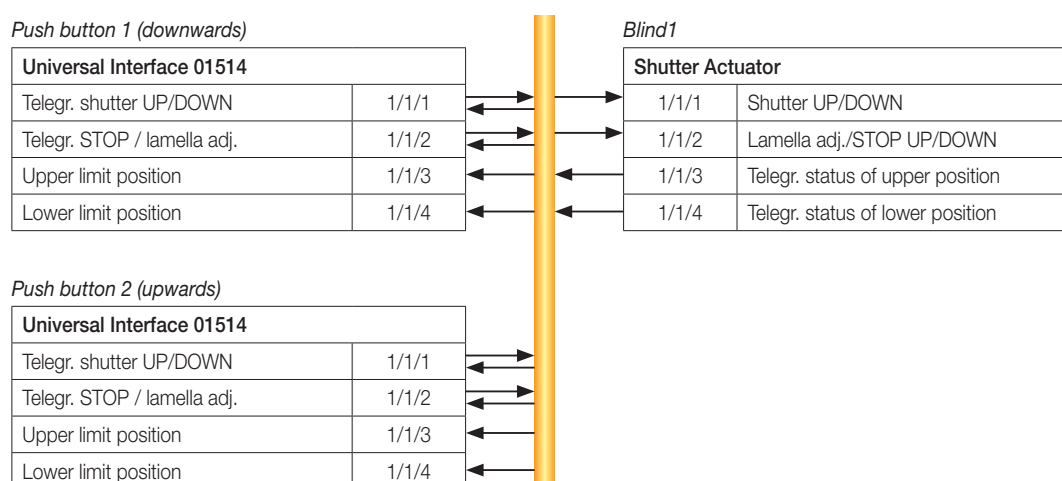 Push button 1 (downwards)
Universal Interface 01514
Telegr. shutter UP/DOWN 1/1/1
Telegr. STOP / lamella adj. 1/1/2
Upper limit position 1/1/3
Lower limit position 1/1/4
Blind1
Shutter Actuator
1/1/1 Shutter UP/DOWN
1/1/2 Lamella adj./STOP UP/DOWN
1/1/3 Telegr. status of upper position
1/1/4 Telegr. status of lower position
Push button 2 (upwards)
Universal Interface 01514
Telegr. shutter UP/DOWN 1/1/1
Telegr. STOP / lamella adj. 1/1/2
Upper limit position 1/1/3
Lower limit position 1/1/4